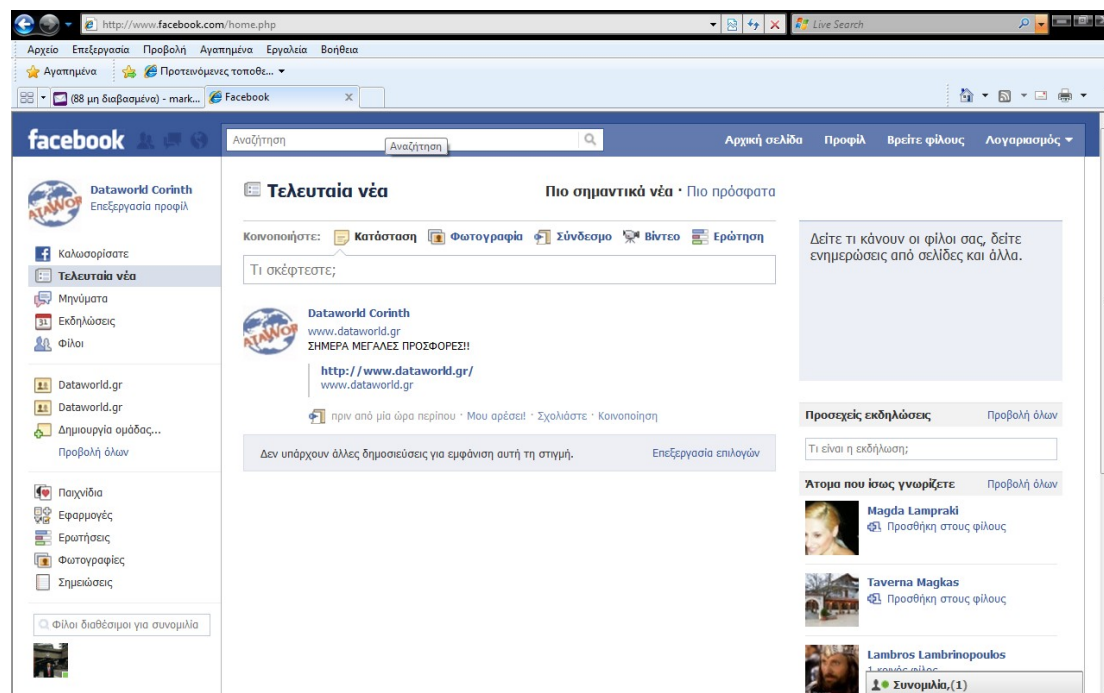 http://www.facebook.com/home.php
Live Search
Αρχείο Επεξεργασία Προβολή Αγαπημένα Εργαλεία Βοήθεια
Αγαπημένα Προτεινόμενες τοποθε...
(88 μη διαβασμένα) - mark... Facebook
facebook Αναζήτηση Αρχική σελίδα Προφίλ Βρείτε φίλους Λογαριασμός
Αναζήτηση
Dataworld Corinth
Επεξεργασία προφίλ
Καλωσορίσατε
Τελευταία νέα
Μηνύματα
31 Εκδηλώσεις
Φίλοι
Dataworld.gr
Dataworld.gr
Δημιουργία ομάδας...
Προβολή όλων
Παιχνίδια
Εφαρμογές
Ερωτήσεις
Φωτογραφίες
Σημειώσεις
Φίλοι διαθέσιμοι για συνομιλία
Τελευταία νέα Πιο σημαντικά νέα · Πιο πρόσφατα
Κοινοποιήστε: Κατάσταση Φωτογραφία Σύνδεσμο Βίντεο Ερώτηση
Τι σκέφτεστε;
Dataworld Corinth
www.dataworld.gr
ΣΗΜΕΡΑ ΜΕΓΑΛΕΣ ΠΡΟΣΦΟΡΕΣ!!
http://www.dataworld.gr/
www.dataworld.gr
πριν από μία ώρα περίπου · Μου αρέσει! · Σχολιάστε · Κοινοποίηση
Δεν υπάρχουν άλλες δημοσιεύσεις για εμφάνιση αυτή τη στιγμή. Επεξεργασία επιλογών
Δείτε τι κάνουν οι φίλοι σας, δείτε
ενημερώσεις από σελίδες και άλλα.
Προσεχείς εκδηλώσεις Προβολή όλων
Τι είναι η εκδήλωση;
Άτομα που ίσως γνωρίζετε Προβολή όλων
Magda Lampraki
Προσθήκη στους φίλους
Taverna Magkas
Προσθήκη στους φίλους
Lambros Lambrinopoulos
1 κοινός φίλος
Συνομιλία,(1)